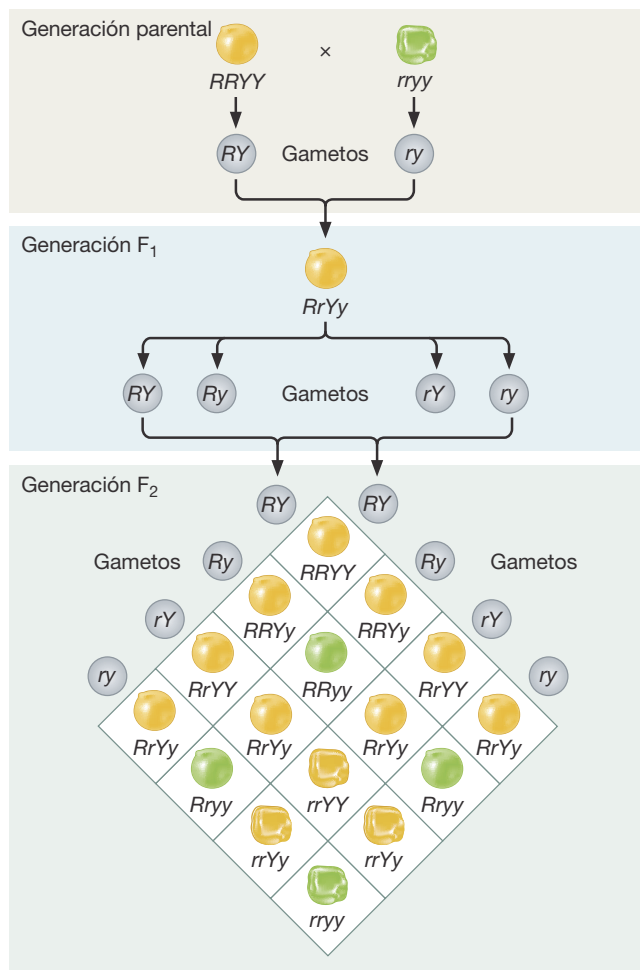 Generación parental
×
RRYY rryy
RY Gametos ry
Generación F₁
RrYy
RY Ry Gametos rY ry
Generación F₂
RY RY
Gametos Ry RRYY Ry Gametos
rY RRYy RRYy rY
ry RrYY RRyy RrYY ry
RrYy RrYy RrYy RrYy
Rryy rrYY Rryy
rrYy rrYy
rryy